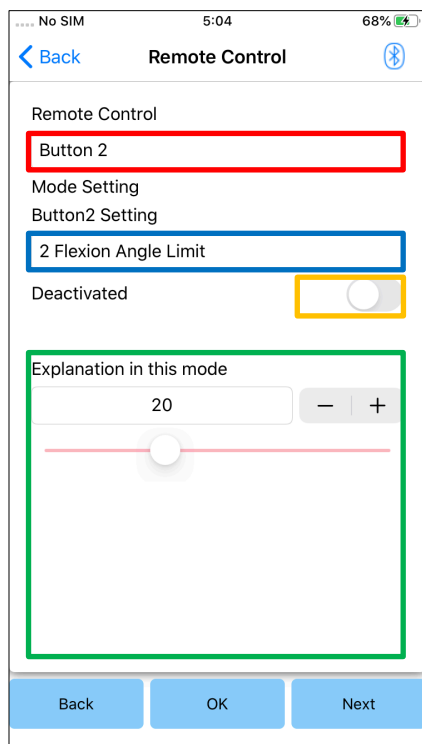 No SIM 5:04 68%
Back Remote Control
Remote Control
Button 2
Mode Setting
Button2 Setting
2 Flexion Angle Limit
Deactivated
Explanation in this mode
20 − +
Back OK Next